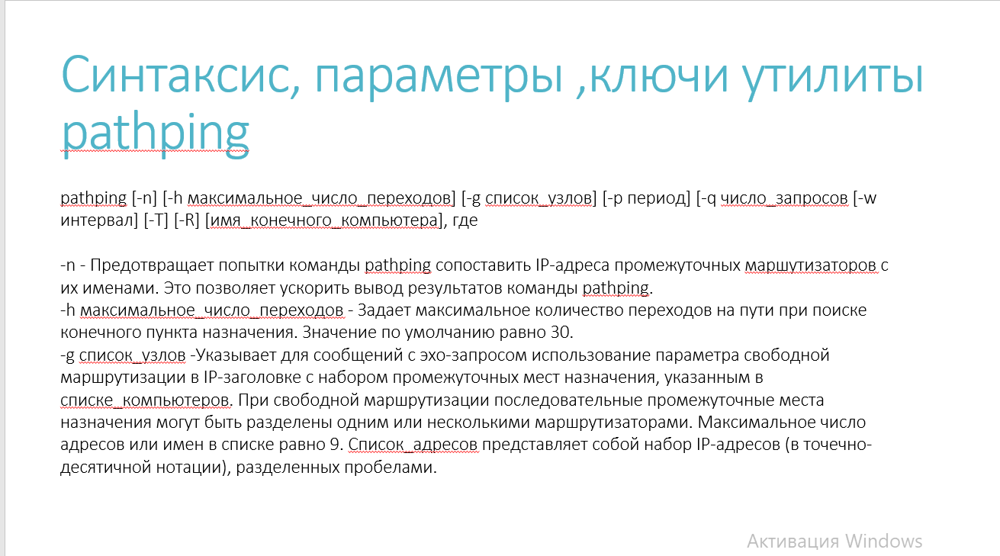 Синтаксис, параметры ,ключи утилиты
pathping
pathping [-n] [-h максимальное_число_переходов] [-g список_узлов] [-p период] [-q число_запросов [-w
интервал] [-T] [-R] [имя_конечного_компьютера], где
-n - Предотвращает попытки команды pathping сопоставить IP-адреса промежуточных маршутизаторов с
их именами. Это позволяет ускорить вывод результатов команды pathping.
-h максимальное_число_переходов - Задает максимальное количество переходов на пути при поиске
конечного пункта назначения. Значение по умолчанию равно 30.
-g список_узлов -Указывает для сообщений с эхо-запросом использование параметра свободной
маршрутизации в IP-заголовке с набором промежуточных мест назначения, указанным в
списке_компьютеров. При свободной маршрутизации последовательные промежуточные места
назначения могут быть разделены одним или несколькими маршрутизаторами. Максимальное число
адресов или имен в списке равно 9. Список_адресов представляет собой набор IP-адресов (в точечно-
десятичной нотации), разделенных пробелами.
Активация Windows